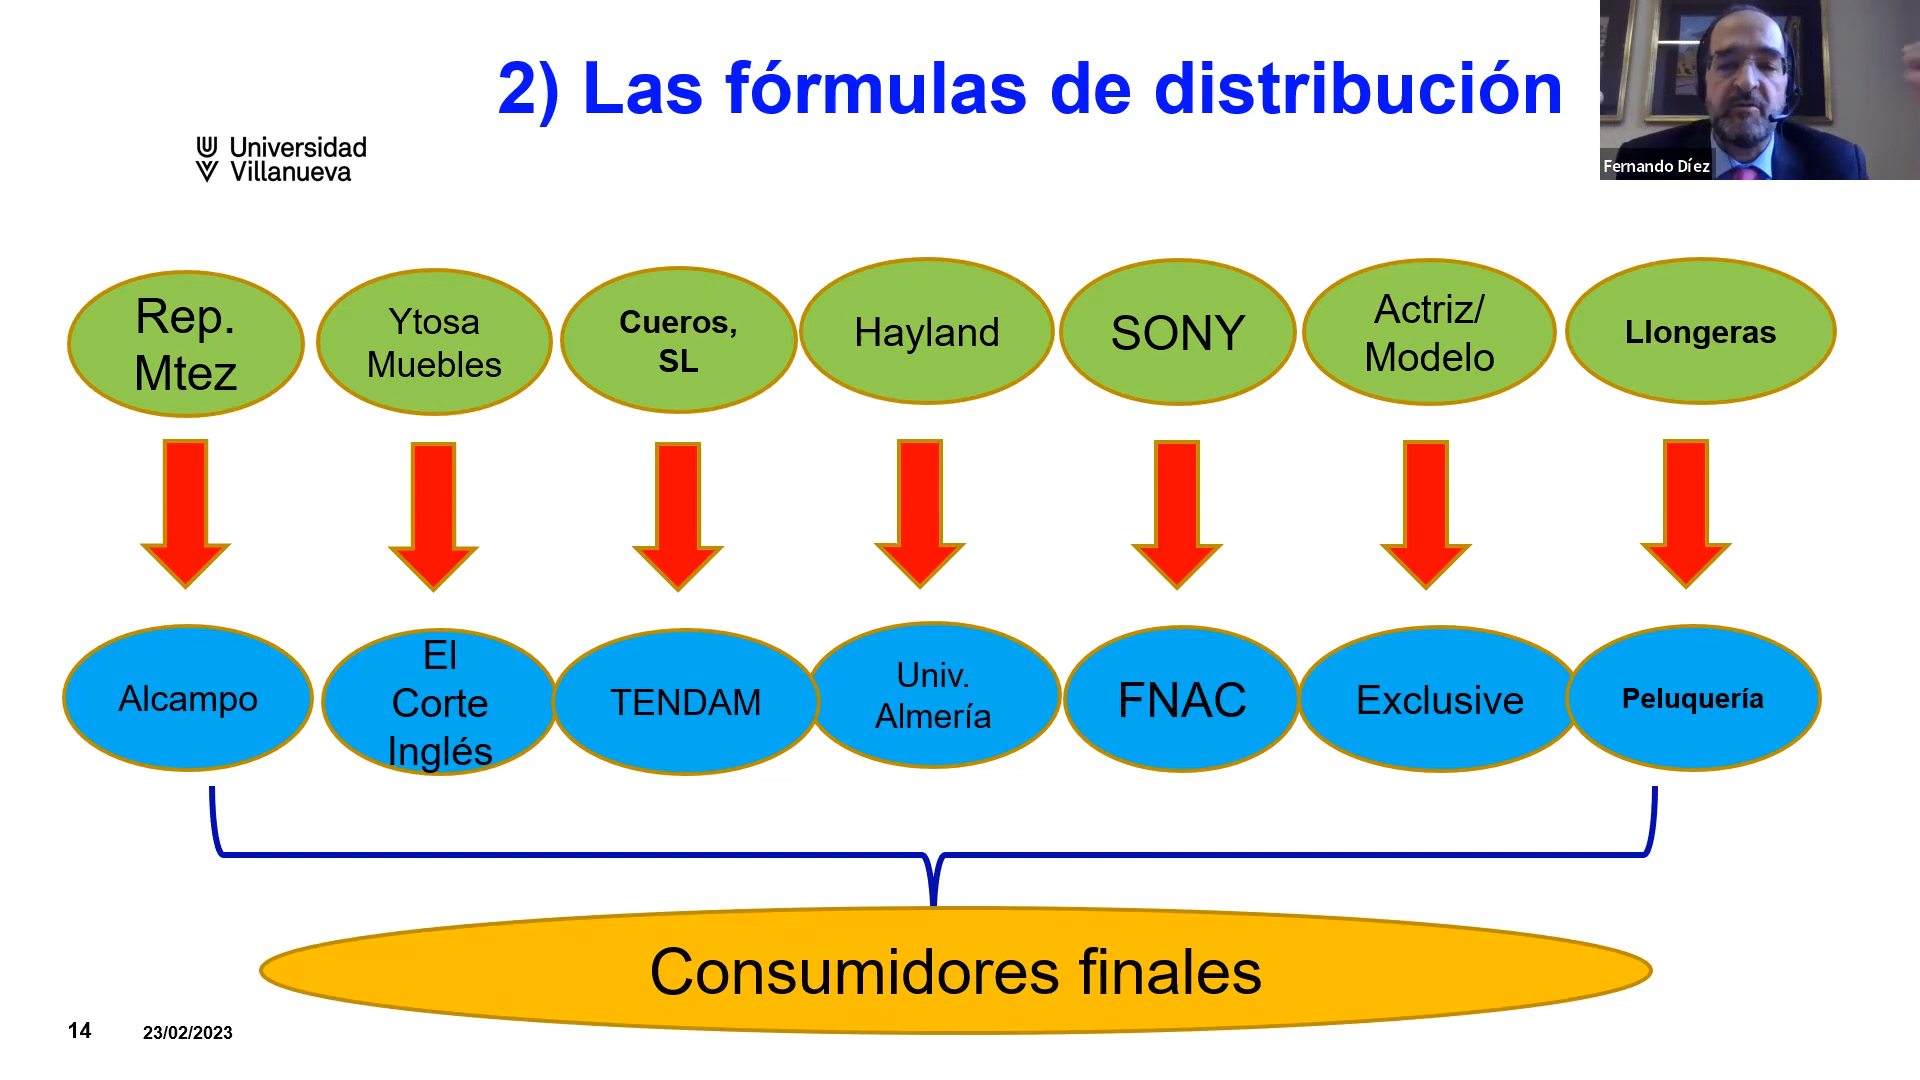 2) Las fórmulas de distribución
Fernando Díez
Universidad
Villanueva
Rep.
Mtez
Ytosa
Muebles
Cueros,
SL
Hayland
SONY
Actriz/
Modelo
Llongeras
Alcampo
El
Corte
Inglés
TENDAM
Univ.
Almería
FNAC
Exclusive
Peluquería
Consumidores finales
14
23/02/2023